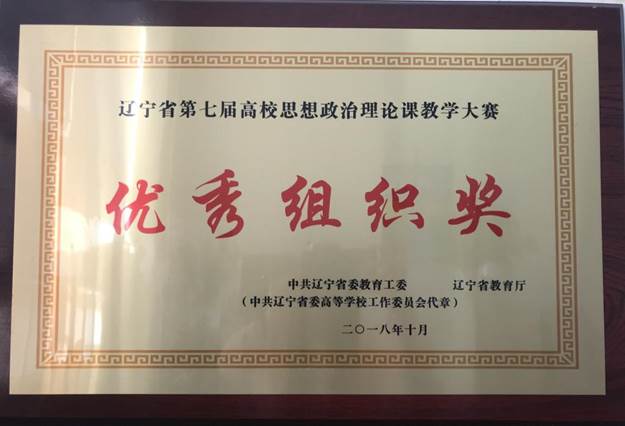 辽宁省第七届高校思想政治理论课教学大赛
优秀组织奖
中共辽宁省委教育工委 辽宁省教育厅
（中共辽宁省委高等学校工作委员会代章）
二〇一八年十月